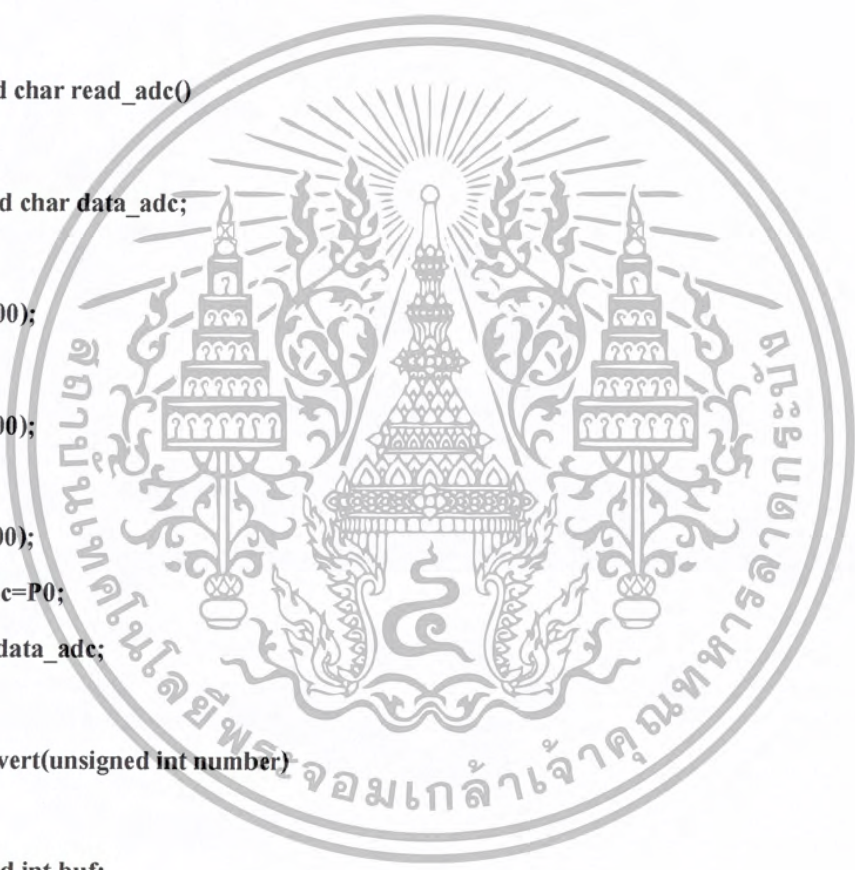 d char read_adc()
d char data_adc;
00);
00);
00);
c=P0;
data_adc;
vert(unsigned int number)
d int buf;
สถาบันเทคโนโลยีพระจอมเกล้าเจ้าคุณทหารลาดกระบัง